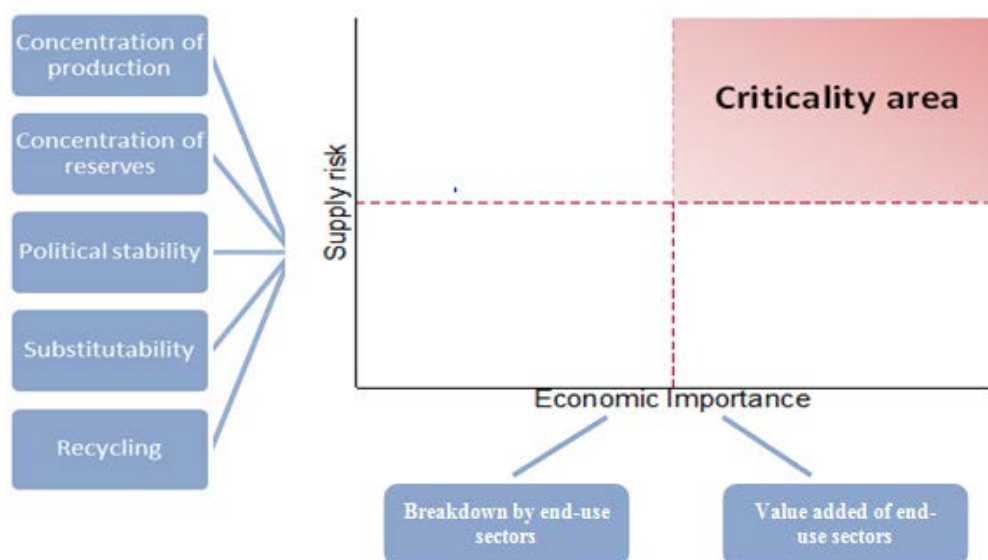 Concentration of
production
Concentration of
reserves
Political stability
Substitutability
Recycling
Supply risk
Criticality area
Economic Importance
Breakdown by end-use
sectors
Value added of end-
use sectors